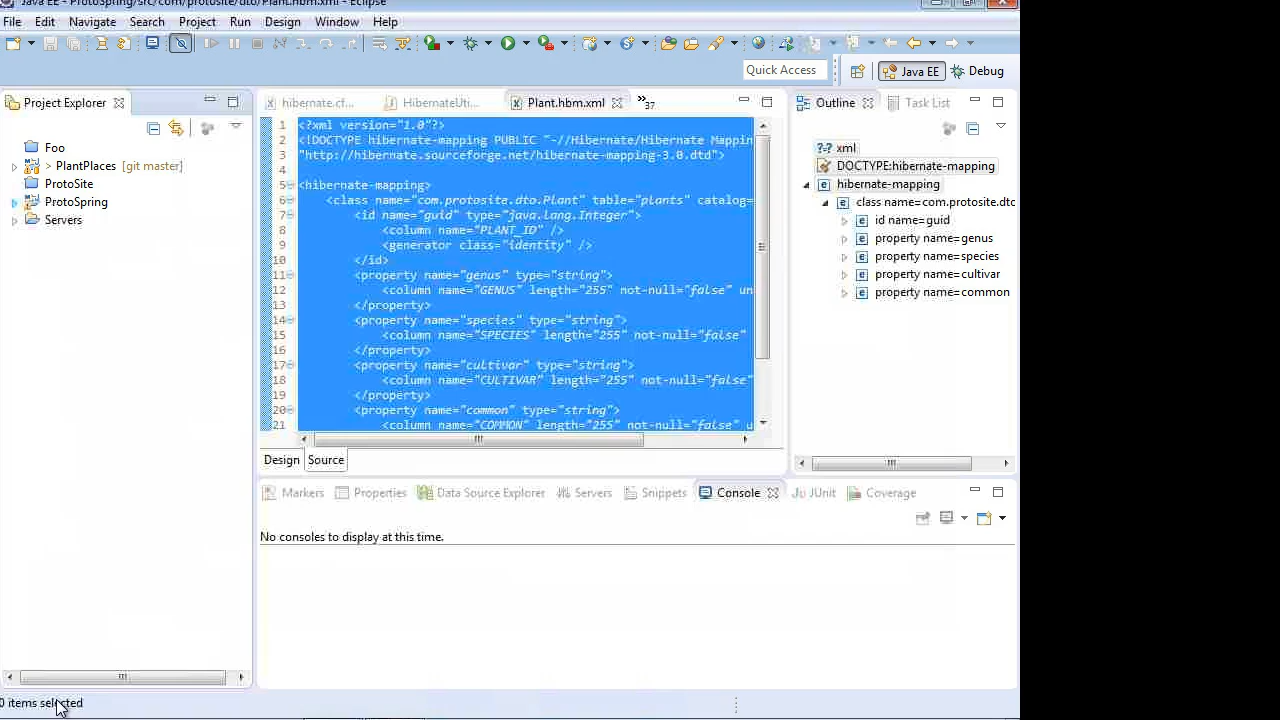 Java EE - ProtoSpring/src/com/protosite/dto/Plant.hbm.xml - Eclipse
File Edit Navigate Search Project Run Design Window Help
Quick Access Java EE Debug
Project Explorer
Foo
> PlantPlaces [git master]
ProtoSite
ProtoSpring
Servers
hibernate.cf... HibernateUti... Plant.hbm.xml »37
1 <?xml version="1.0"?>
2 <!DOCTYPE hibernate-mapping PUBLIC "-//Hibernate/Hibernate Mappin
3 "http://hibernate.sourceforge.net/hibernate-mapping-3.0.dtd">
4
5 <hibernate-mapping>
6 <class name="com.protosite.dto.Plant" table="plants" catalog=
7 <id name="guid" type="java.lang.Integer">
8 <column name="PLANT_ID" />
9 <generator class="identity" />
10 </id>
11 <property name="genus" type="string">
12 <column name="GENUS" length="255" not-null="false" un
13 </property>
14 <property name="species" type="string">
15 <column name="SPECIES" length="255" not-null="false"
16 </property>
17 <property name="cultivar" type="string">
18 <column name="CULTIVAR" length="255" not-null="false"
19 </property>
20 <property name="common" type="string">
21 <column name="COMMON" length="255" not-null="false" u
Design Source
Outline Task List
?-? xml
DOCTYPE:hibernate-mapping
hibernate-mapping
class name=com.protosite.dto
id name=guid
property name=genus
property name=species
property name=cultivar
property name=common
Markers Properties Data Source Explorer Servers Snippets Console JUnit Coverage
No consoles to display at this time.
0 items selected